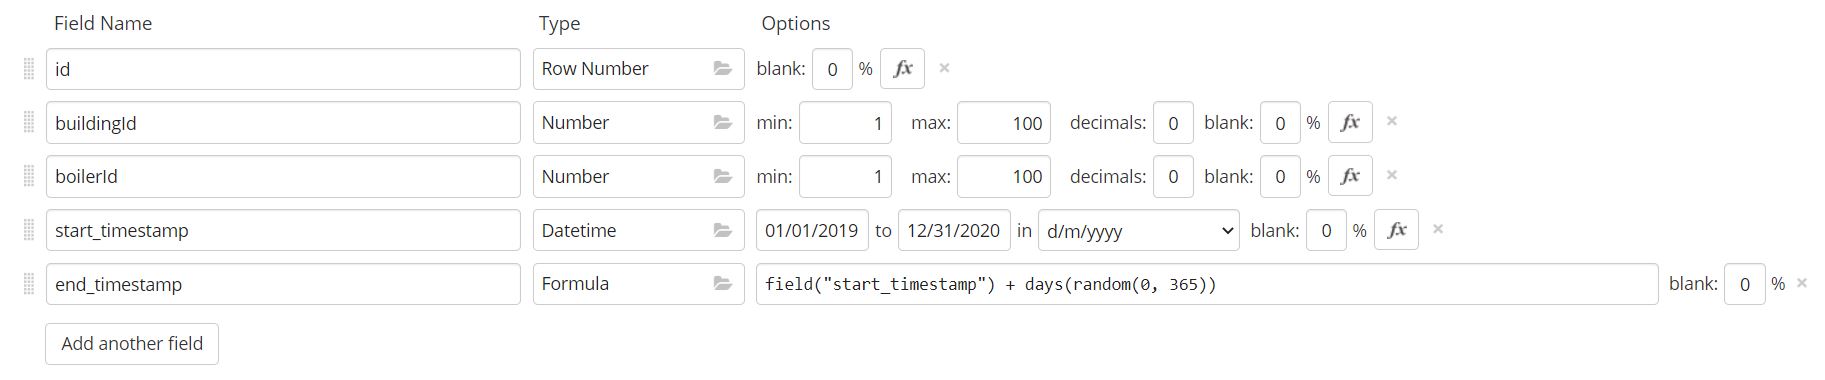 Field Name Type Options
id Row Number blank: 0 % fx ×
buildingId Number min: 1 max: 100 decimals: 0 blank: 0 % fx ×
boilerId Number min: 1 max: 100 decimals: 0 blank: 0 % fx ×
start_timestamp Datetime 01/01/2019 to 12/31/2020 in d/m/yyyy blank: 0 % fx ×
end_timestamp Formula field("start_timestamp") + days(random(0, 365)) blank: 0 % ×
Add another field